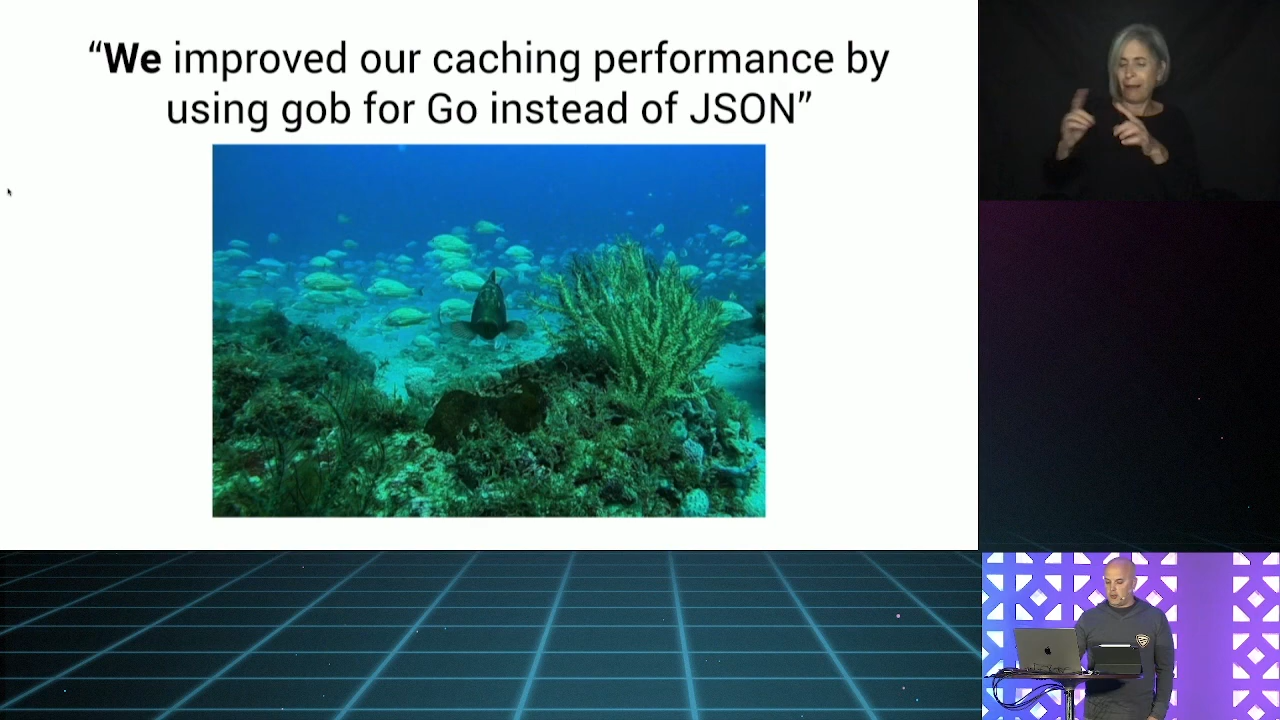 “We improved our caching performance by
using gob for Go instead of JSON”